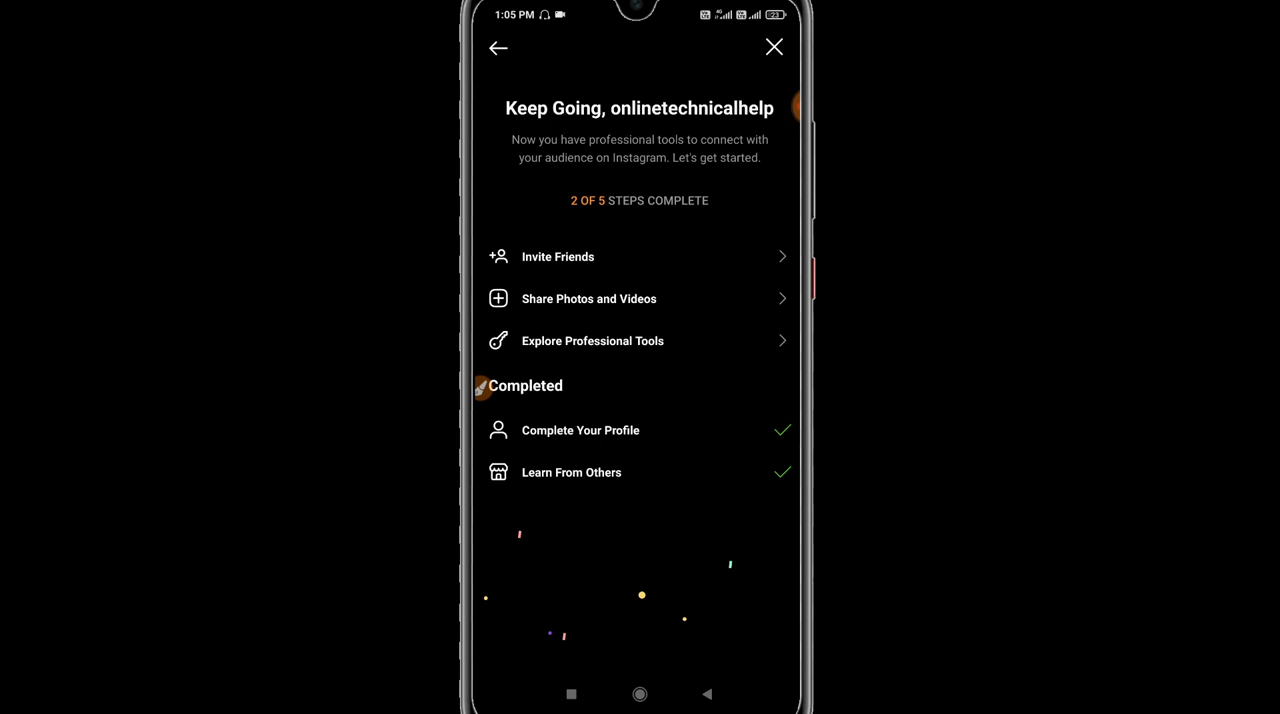 1:05 PM
23
Keep Going, onlinetechnicalhelp
Now you have professional tools to connect with
your audience on Instagram. Let's get started.
2 OF 5 STEPS COMPLETE
Invite Friends
Share Photos and Videos
Explore Professional Tools
Completed
Complete Your Profile
Learn From Others